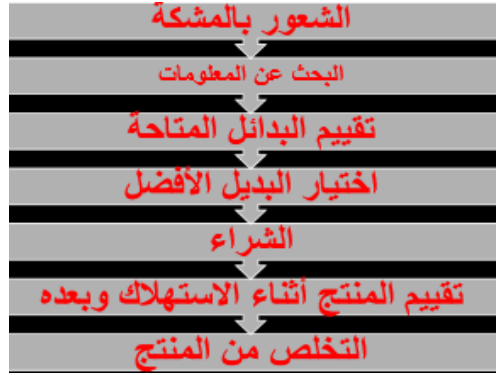 الشعور بالمشكة
البحث عن المعلومات
تقييم البدائل المتاحة
اختيار البديل الأفضل
الشراء
تقييم المنتج أثناء الاستهلاك وبعده
التخلص من المنتج